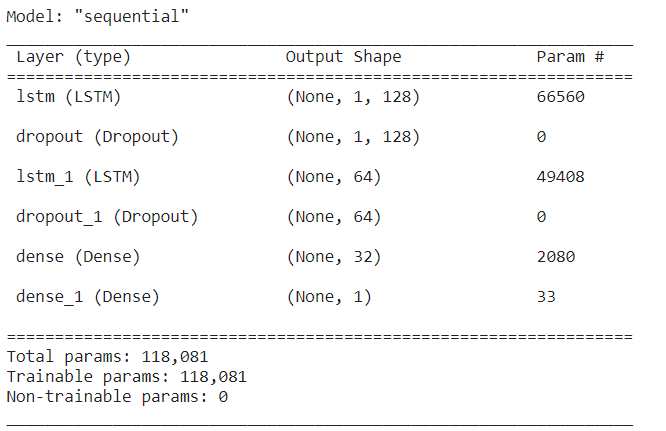 Model: "sequential"
_________________________________________________________________
Layer (type) Output Shape Param #
=================================================================
lstm (LSTM) (None, 1, 128) 66560
dropout (Dropout) (None, 1, 128) 0
lstm_1 (LSTM) (None, 64) 49408
dropout_1 (Dropout) (None, 64) 0
dense (Dense) (None, 32) 2080
dense_1 (Dense) (None, 1) 33
=================================================================
Total params: 118,081
Trainable params: 118,081
Non-trainable params: 0
_________________________________________________________________